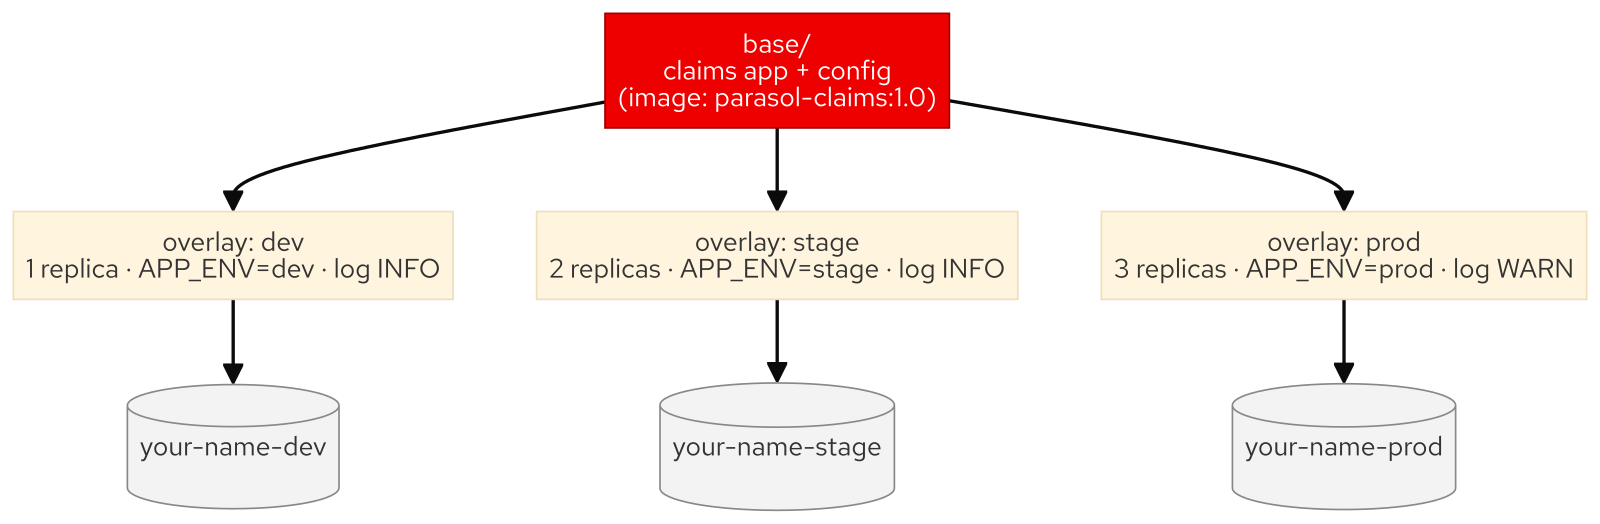 base/
claims app + config
(image: parasol-claims:1.0)
overlay: dev
1 replica · APP_ENV=dev · log INFO
overlay: stage
2 replicas · APP_ENV=stage · log INFO
overlay: prod
3 replicas · APP_ENV=prod · log WARN
your-name-dev
your-name-stage
your-name-prod